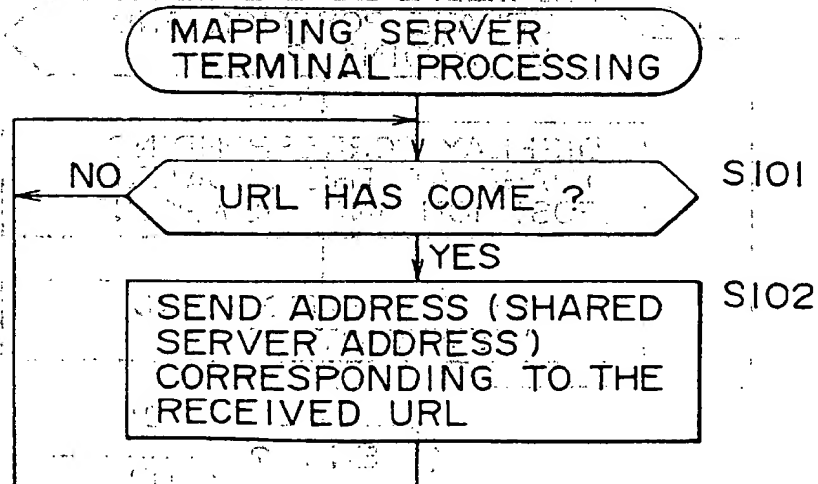 MAPPING SERVER
TERMINAL PROCESSING
NO
URL HAS COME ?
S101
YES
SEND ADDRESS (SHARED
SERVER ADDRESS)
CORRESPONDING TO THE
RECEIVED URL
S102